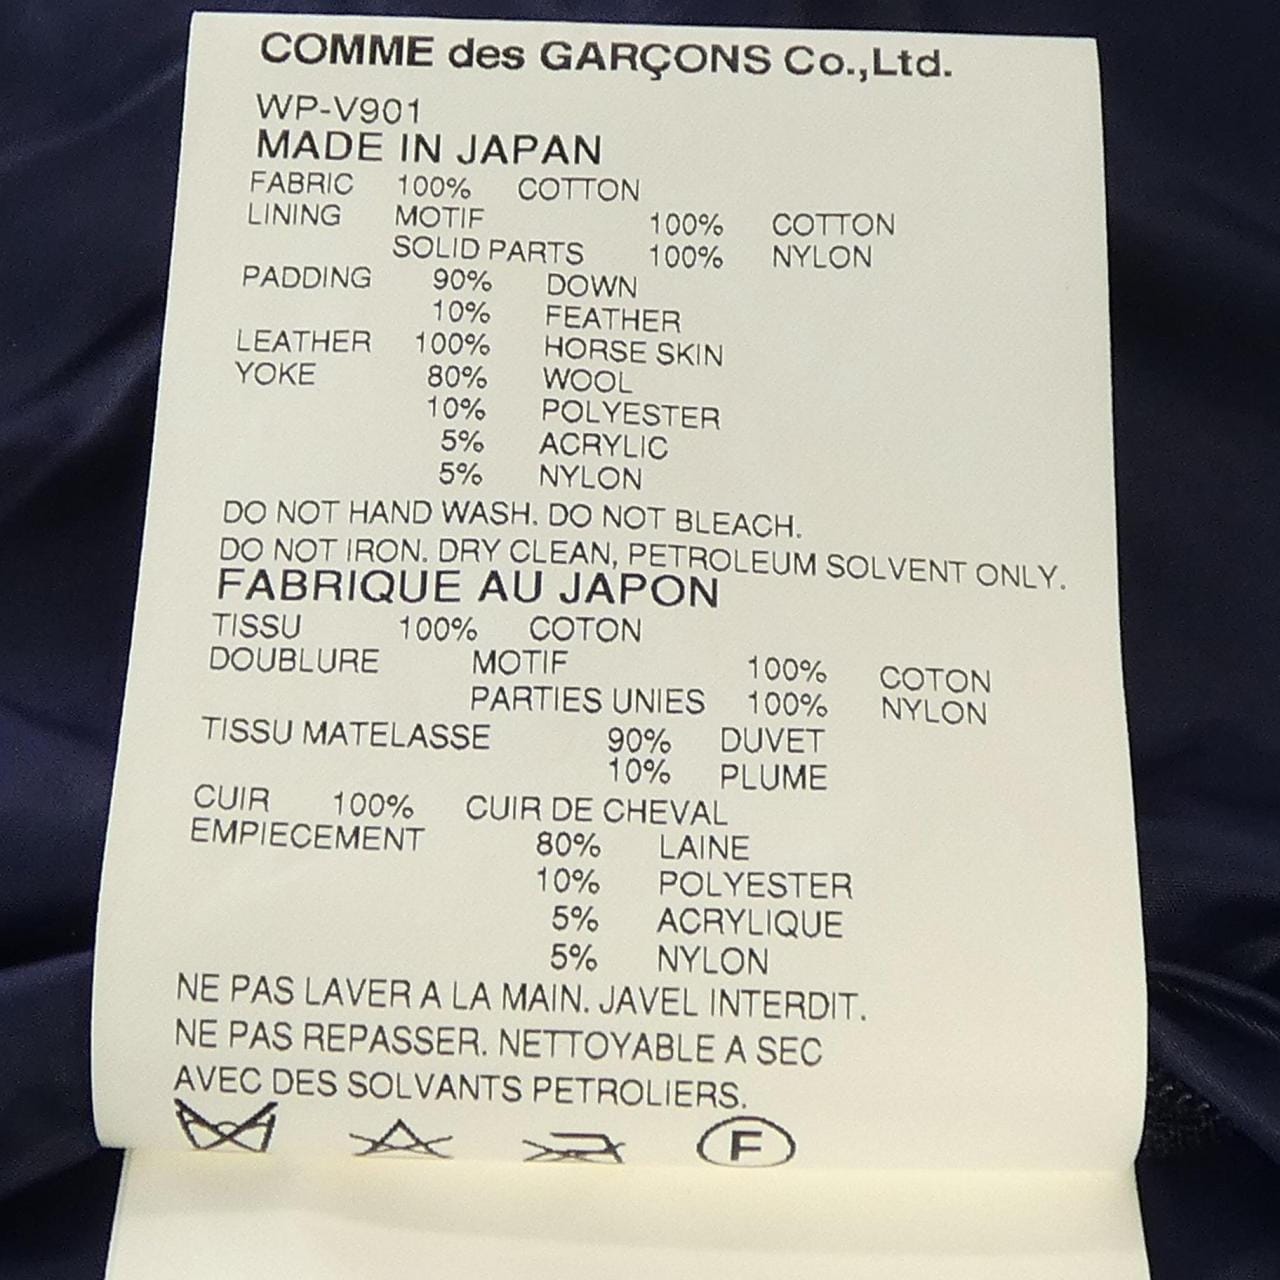 COMME des GARÇONS Co.,Ltd.
WP-V901
MADE IN JAPAN
FABRIC 100% COTTON
LINING MOTIF 100% COTTON
SOLID PARTS 100% NYLON
PADDING 90% DOWN
10% FEATHER
LEATHER 100% HORSE SKIN
YOKE 80% WOOL
10% POLYESTER
5% ACRYLIC
5% NYLON
DO NOT HAND WASH. DO NOT BLEACH.
DO NOT IRON. DRY CLEAN, PETROLEUM SOLVENT ONLY.
FABRIQUE AU JAPON
TISSU 100% COTON
DOUBLURE MOTIF 100% COTON
PARTIES UNIES 100% NYLON
TISSU MATELASSE 90% DUVET
10% PLUME
CUIR 100% CUIR DE CHEVAL
EMPIECEMENT 80% LAINE
10% POLYESTER
5% ACRYLIQUE
5% NYLON
NE PAS LAVER A LA MAIN. JAVEL INTERDIT.
NE PAS REPASSER. NETTOYABLE A SEC
AVEC DES SOLVANTS PETROLIERS.
F